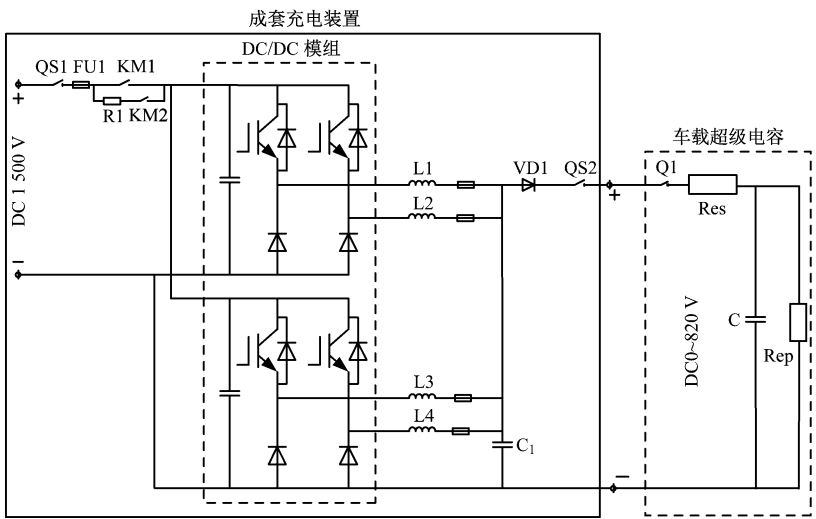 成套充电装置
DC/DC 模组
QS1 FU1 KM1
R1 KM2
+
DC 1 500 V
−
L1
L2
VD1
QS2
+
车载超级电容
Q1
Res
DC0~820 V
C
Rep
L3
L4
C₁
−